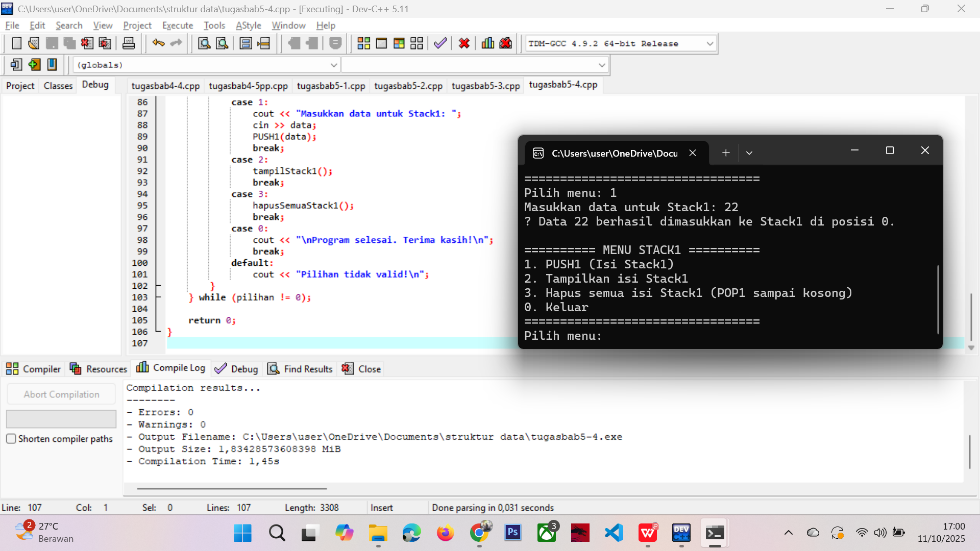 C:\Users\user\OneDrive\Documents\struktur data\tugasbab5-4.cpp - [Executing] - Dev-C++ 5.11
File Edit Search View Project Execute Tools AStyle Window Help
TDM-GCC 4.9.2 64-bit Release
(globals)
Project Classes Debug tugasbab4-4.cpp tugasbab4-5pp.cpp tugasbab5-1.cpp tugasbab5-2.cpp tugasbab5-3.cpp tugasbab5-4.cpp
86 case 1:
87 cout << "Masukkan data untuk Stack1: ";
88 cin >> data;
89 PUSH1(data);
90 break;
91 case 2:
92 tampilStack1();
93 break;
94 case 3:
95 hapusSemuaStack1();
96 break;
97 case 0:
98 cout << "\nProgram selesai. Terima kasih!\n";
99 break;
100 default:
101 cout << "Pilihan tidak valid!\n";
102 }
103 } while (pilihan != 0);
104
105 return 0;
106 }
107
C:\Users\user\OneDrive\Docu
=================================
Pilih menu: 1
Masukkan data untuk Stack1: 22
? Data 22 berhasil dimasukkan ke Stack1 di posisi 0.
========== MENU STACK1 ==========
1. PUSH1 (Isi Stack1)
2. Tampilkan isi Stack1
3. Hapus semua isi Stack1 (POP1 sampai kosong)
0. Keluar
=================================
Pilih menu:
Compiler Resources Compile Log Debug Find Results Close
Abort Compilation
Shorten compiler paths
Compilation results...
--------
- Errors: 0
- Warnings: 0
- Output Filename: C:\Users\user\OneDrive\Documents\struktur data\tugasbab5-4.exe
- Output Size: 1,83428573608398 MiB
- Compilation Time: 1,45s
Line: 107 Col: 1 Sel: 0 Lines: 107 Length: 3308 Insert Done parsing in 0,031 seconds
2
27°C
Berawan
Ps
3
W
DEV
17:00
11/10/2025